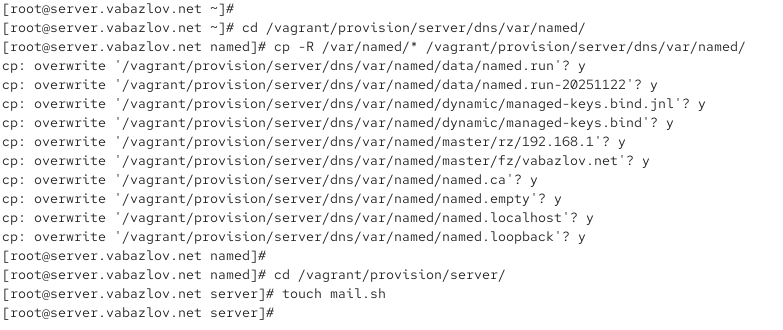 [root@server.vabazlov.net ~]#
[root@server.vabazlov.net ~]# cd /vagrant/provision/server/dns/var/named/
[root@server.vabazlov.net named]# cp -R /var/named/* /vagrant/provision/server/dns/var/named/
cp: overwrite '/vagrant/provision/server/dns/var/named/data/named.run'? y
cp: overwrite '/vagrant/provision/server/dns/var/named/data/named.run-20251122'? y
cp: overwrite '/vagrant/provision/server/dns/var/named/dynamic/managed-keys.bind.jnl'? y
cp: overwrite '/vagrant/provision/server/dns/var/named/dynamic/managed-keys.bind'? y
cp: overwrite '/vagrant/provision/server/dns/var/named/master/rz/192.168.1'? y
cp: overwrite '/vagrant/provision/server/dns/var/named/master/fz/vabazlov.net'? y
cp: overwrite '/vagrant/provision/server/dns/var/named/named.ca'? y
cp: overwrite '/vagrant/provision/server/dns/var/named/named.empty'? y
cp: overwrite '/vagrant/provision/server/dns/var/named/named.localhost'? y
cp: overwrite '/vagrant/provision/server/dns/var/named/named.loopback'? y
[root@server.vabazlov.net named]#
[root@server.vabazlov.net named]# cd /vagrant/provision/server/
[root@server.vabazlov.net server]# touch mail.sh
[root@server.vabazlov.net server]#